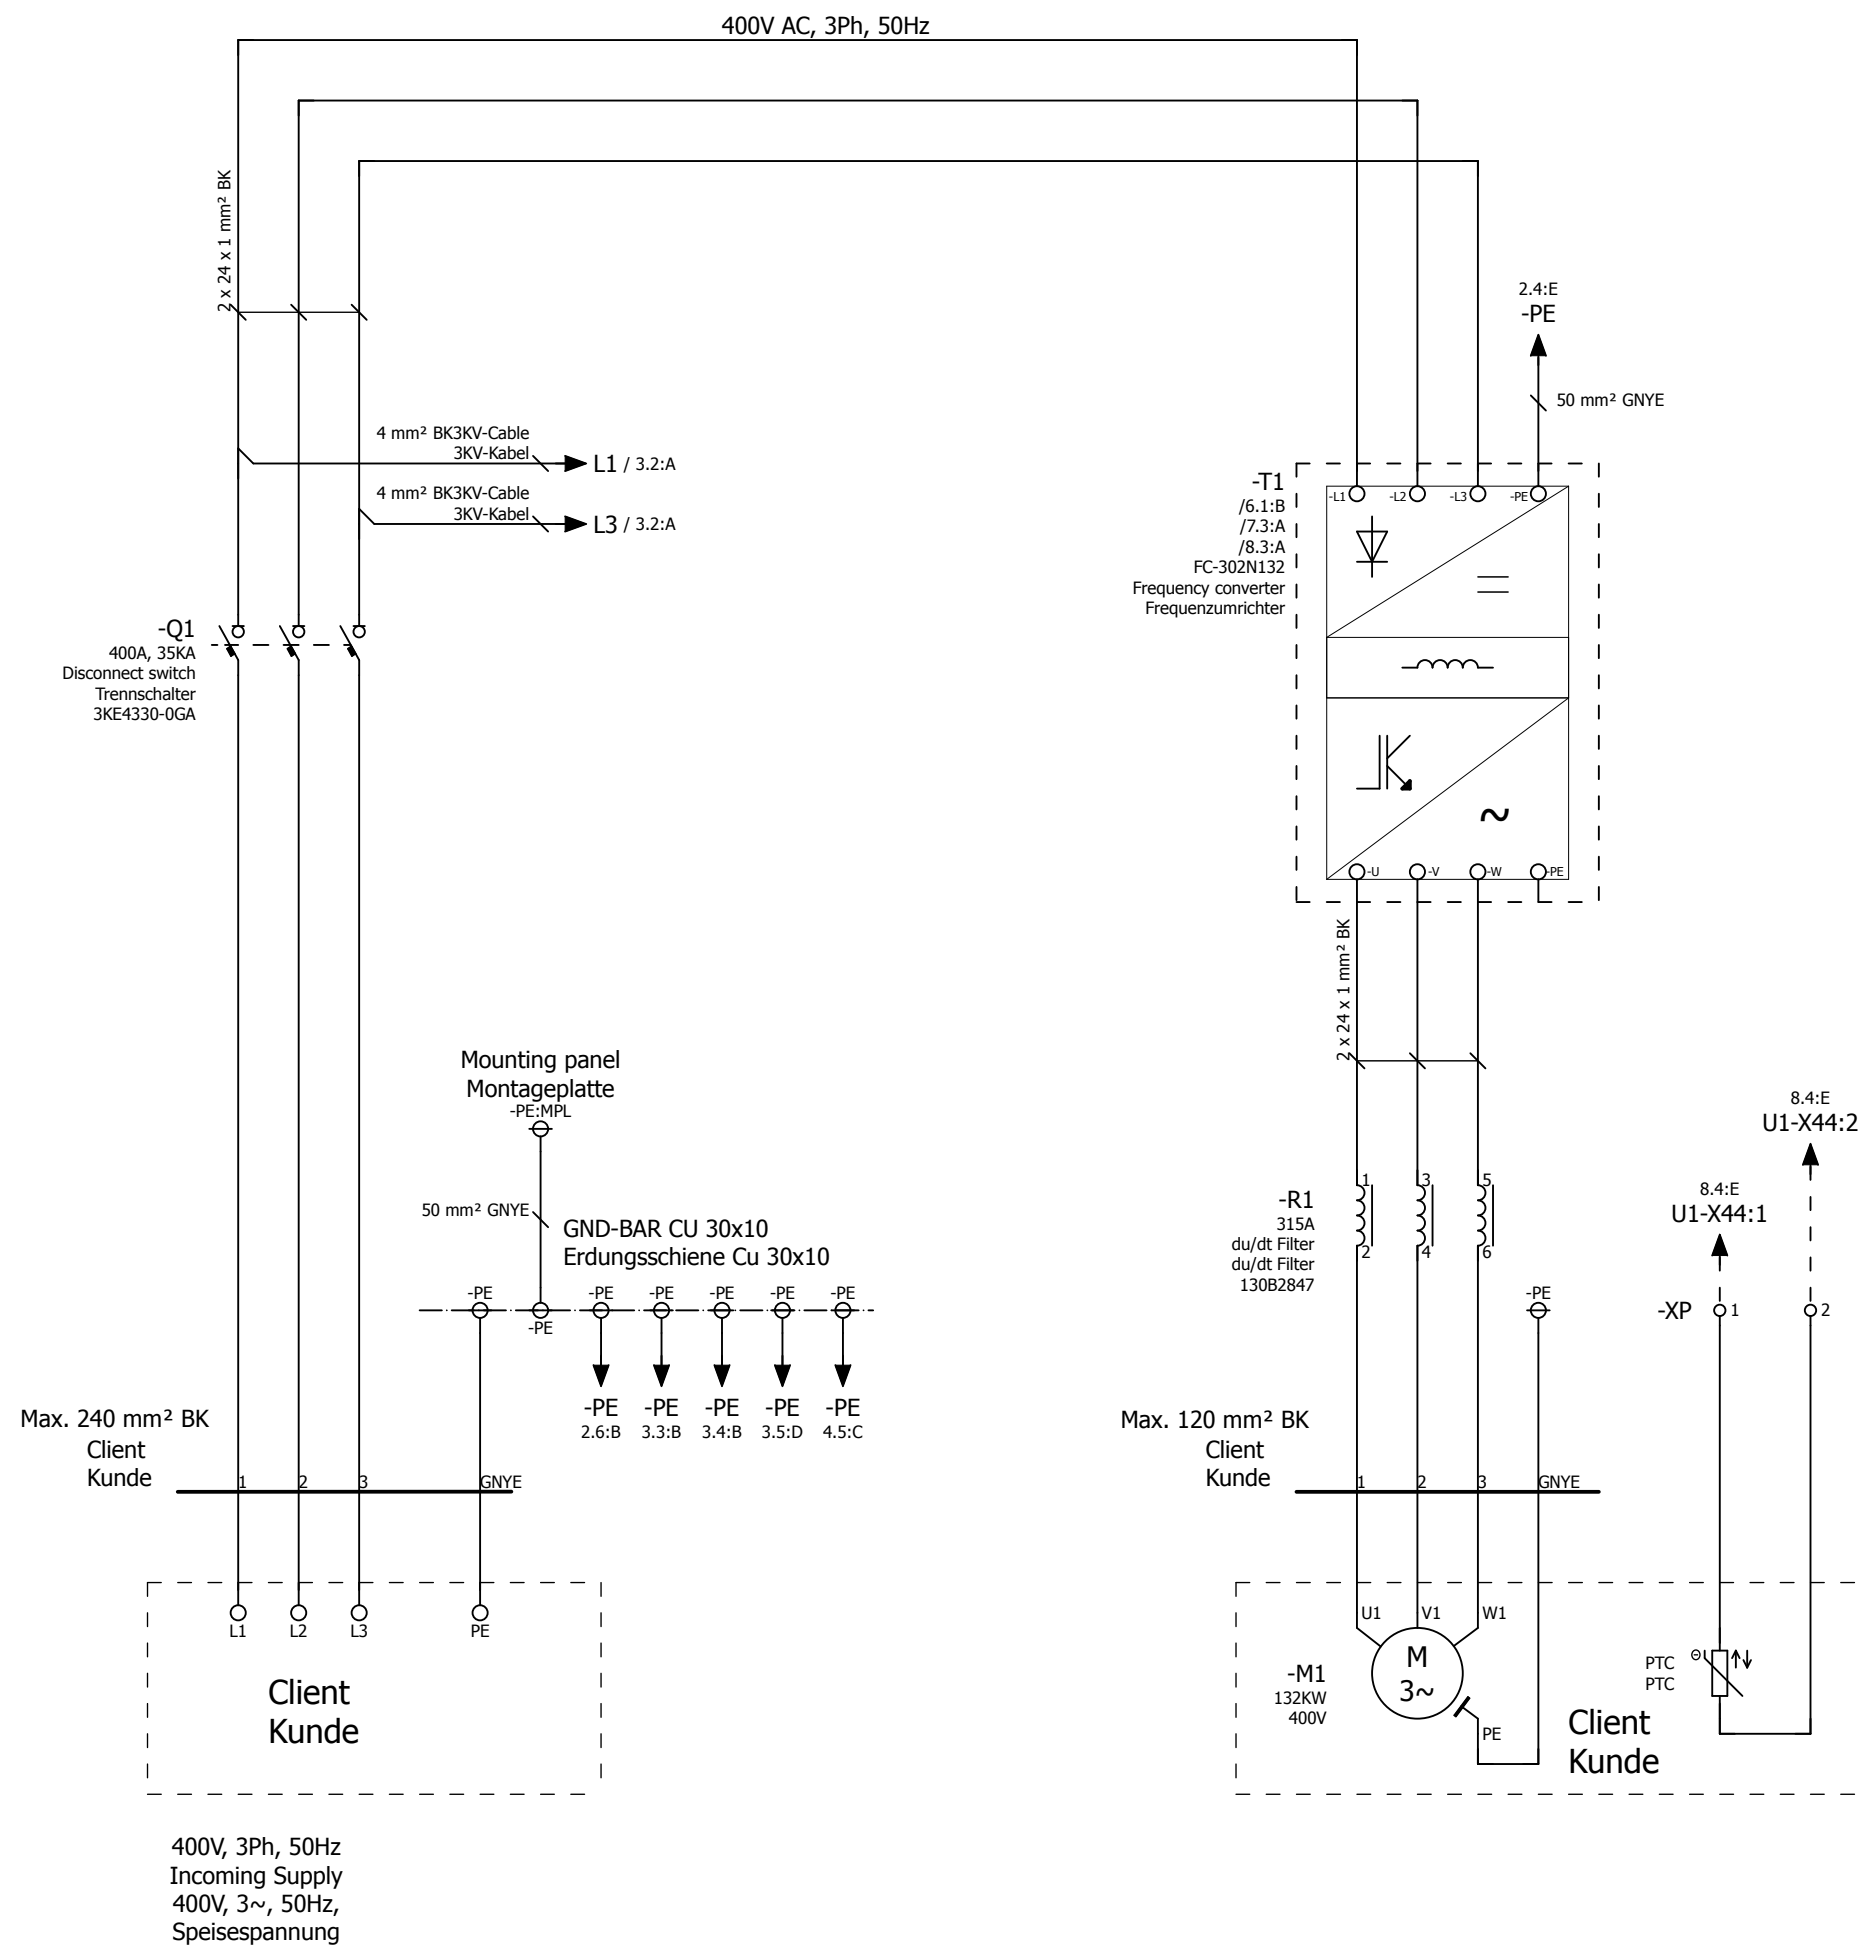 400V AC, 3Ph, 50Hz
2 x 24 x 1 mm² BK
4 mm² BK3KV-Cable
3KV-Kabel
L1 / 3.2:A
4 mm² BK3KV-Cable
3KV-Kabel
L3 / 3.2:A
-Q1
400A, 35KA
Disconnect switch
Trennschalter
3KE4330-0GA
2.4:E
-PE
50 mm² GNYE
-T1
/6.1:B
/7.3:A
/8.3:A
FC-302N132
Frequency converter
Frequenzumrichter
-L1
-L2
-L3
-PE
~
-U
-V
-W
-PE
2 x 24 x 1 mm² BK
Mounting panel
Montageplatte
-PE:MPL
50 mm² GNYE
GND-BAR CU 30x10
Erdungsschiene Cu 30x10
-PE
-PE
-PE
-PE
-PE
-PE
-PE
-PE
2.6:B
-PE
3.3:B
-PE
3.4:B
-PE
3.5:D
-PE
4.5:C
Max. 240 mm² BK
Client
Kunde
1
2
3
GNYE
L1
L2
L3
PE
Client
Kunde
400V, 3Ph, 50Hz
Incoming Supply
400V, 3~, 50Hz,
Speisespannung
-R1
315A
du/dt Filter
du/dt Filter
130B2847
1
2
3
4
5
6
-PE
8.4:E
U1-X44:1
8.4:E
U1-X44:2
-XP
1
2
Max. 120 mm² BK
Client
Kunde
1
2
3
GNYE
U1
V1
W1
M
3~
-M1
132KW
400V
PE
PTC
PTC
Client
Kunde